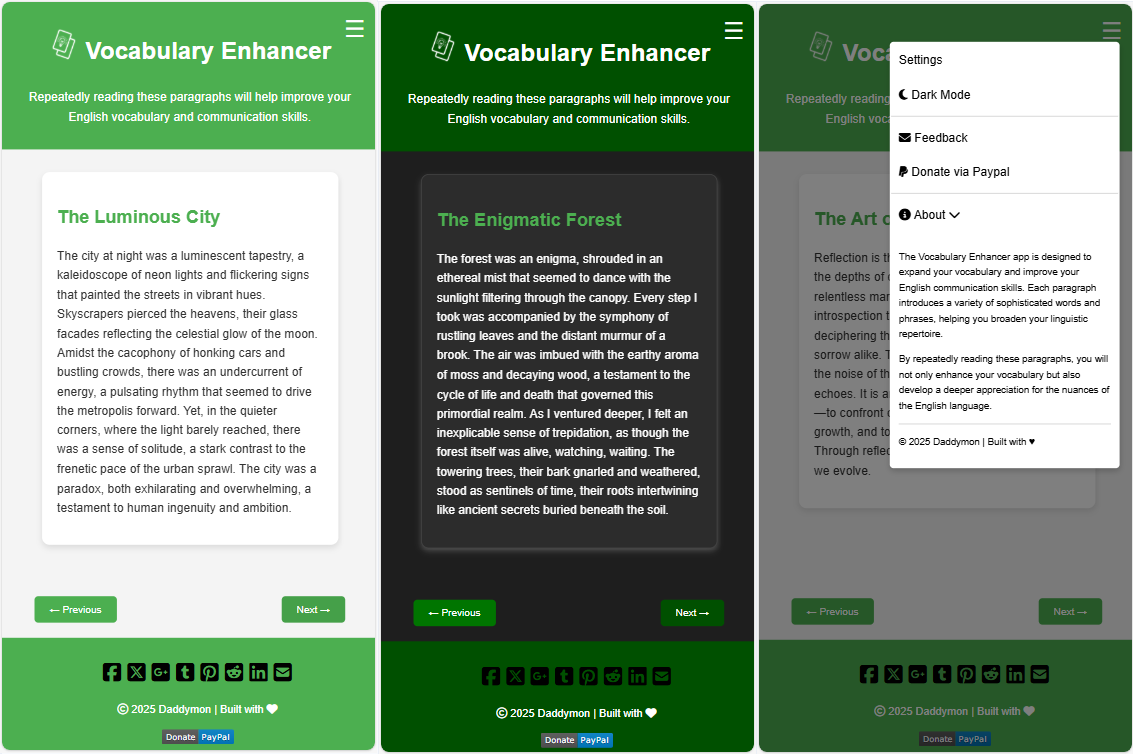 Vocabulary Enhancer
Repeatedly reading these paragraphs will help improve your
English vocabulary and communication skills.
The Luminous City
The city at night was a luminescent tapestry, a
kaleidoscope of neon lights and flickering signs
that painted the streets in vibrant hues.
Skyscrapers pierced the heavens, their glass
facades reflecting the celestial glow of the moon.
Amidst the cacophony of honking cars and
bustling crowds, there was an undercurrent of
energy, a pulsating rhythm that seemed to drive
the metropolis forward. Yet, in the quieter
corners, where the light barely reached, there
was a sense of solitude, a stark contrast to the
frenetic pace of the urban sprawl. The city was a
paradox, both exhilarating and overwhelming, a
testament to human ingenuity and ambition.
← Previous
Next →
© 2025 Daddymon | Built with ♥
Donate PayPal
Vocabulary Enhancer
Repeatedly reading these paragraphs will help improve your
English vocabulary and communication skills.
The Enigmatic Forest
The forest was an enigma, shrouded in an
ethereal mist that seemed to dance with the
sunlight filtering through the canopy. Every step I
took was accompanied by the symphony of
rustling leaves and the distant murmur of a
brook. The air was imbued with the earthy aroma
of moss and decaying wood, a testament to the
cycle of life and death that governed this
primordial realm. As I ventured deeper, I felt an
inexplicable sense of trepidation, as though the
forest itself was alive, watching, waiting. The
towering trees, their bark gnarled and weathered,
stood as sentinels of time, their roots intertwining
like ancient secrets buried beneath the soil.
← Previous
Next →
© 2025 Daddymon | Built with ♥
Donate PayPal
Voca
Repeatedly reading
English voc
The Art o
Reflection is th
the depths of
relentless mar
introspection t
deciphering th
sorrow alike. T
the noise of th
echoes. It is a
—to confront
growth, and to
Through refle
we evolve.
← Previous
Next →
© 2025 Daddymon | Built with ♥
Donate PayPal
Settings
Dark Mode
Feedback
Donate via Paypal
About
The Vocabulary Enhancer app is designed to
expand your vocabulary and improve your
English communication skills. Each paragraph
introduces a variety of sophisticated words and
phrases, helping you broaden your linguistic
repertoire.
By repeatedly reading these paragraphs, you will
not only enhance your vocabulary but also
develop a deeper appreciation for the nuances of
the English language.
© 2025 Daddymon | Built with ♥